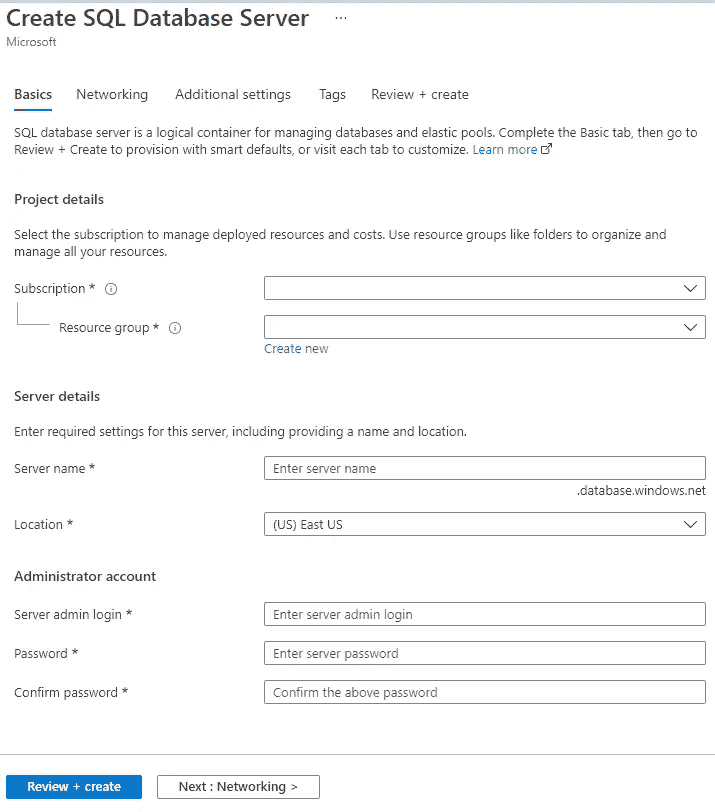 Create SQL Database Server ...
Microsoft
Basics Networking Additional settings Tags Review + create
SQL database server is a logical container for managing databases and elastic pools. Complete the Basic tab, then go to
Review + Create to provision with smart defaults, or visit each tab to customize. Learn more
Project details
Select the subscription to manage deployed resources and costs. Use resource groups like folders to organize and
manage all your resources.
Subscription *
Resource group *
Create new
Server details
Enter required settings for this server, including providing a name and location.
Server name * Enter server name
.database.windows.net
Location * (US) East US
Administrator account
Server admin login * Enter server admin login
Password * Enter server password
Confirm password * Confirm the above password
Review + create Next : Networking >